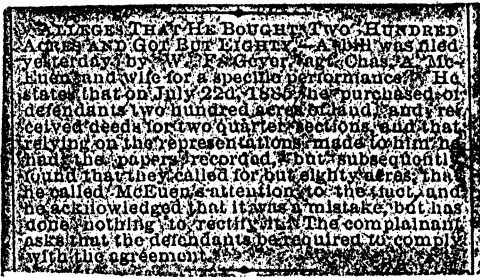 ALLEGES THAT HE BOUGHT TWO HUNDRED
ACRES AND GOT BUT EIGHTY.—A bill was filed
yesterday by W. F. Geyer agt. Chas. A. Mc-
Euen and wife for a specific performance. He
states that on July 22d, 1885, he purchased of
defendants two hundred acres of land, and re-
ceived deeds for two quarter sections, and that
relying on the representations made to him he
had the papers recorded, but subsequently
found that they called for but eighty acres, that
he called McEuen's attention to the fact, and
he acknowledged that it was a mistake, but has
done nothing to rectify it. The complainant
asks that the defendants be required to comply
with the agreement.